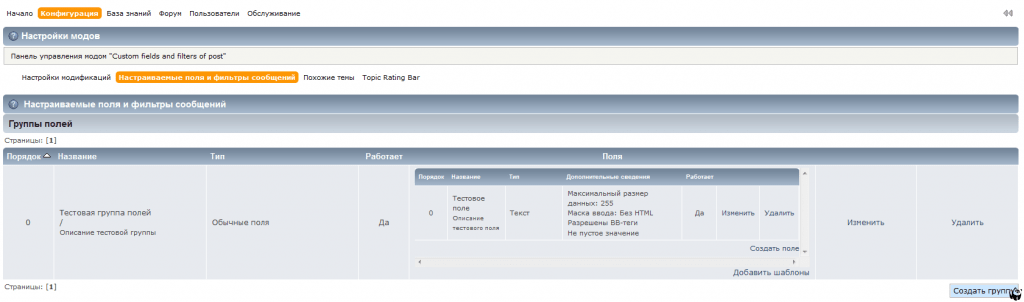 Начало Конфигурация База знаний Форум Пользователи Обслуживание
Настройки модов
Панель управления модом "Custom fields and filters of post"
Настройки модификаций Настраиваемые поля и фильтры сообщений Похожие темы Topic Rating Bar
Настраиваемые поля и фильтры сообщений
Группы полей
Страницы: [1]
Порядок Название Тип Работает Поля
Порядок Название Тип Дополнительные сведения Работает
0
Тестовая группа полей
/
Описание тестовой группы
Обычные поля
Да
0
Тестовое
поле
Описание
тестового поля
Текст
Максимальный размер
данных: 255
Маска ввода: Без HTML
Разрешены BB-теги
Не пустое значение
Да
Изменить
Удалить
Создать поле
Добавить шаблоны
Изменить
Удалить
Страницы: [1]
Создать группу